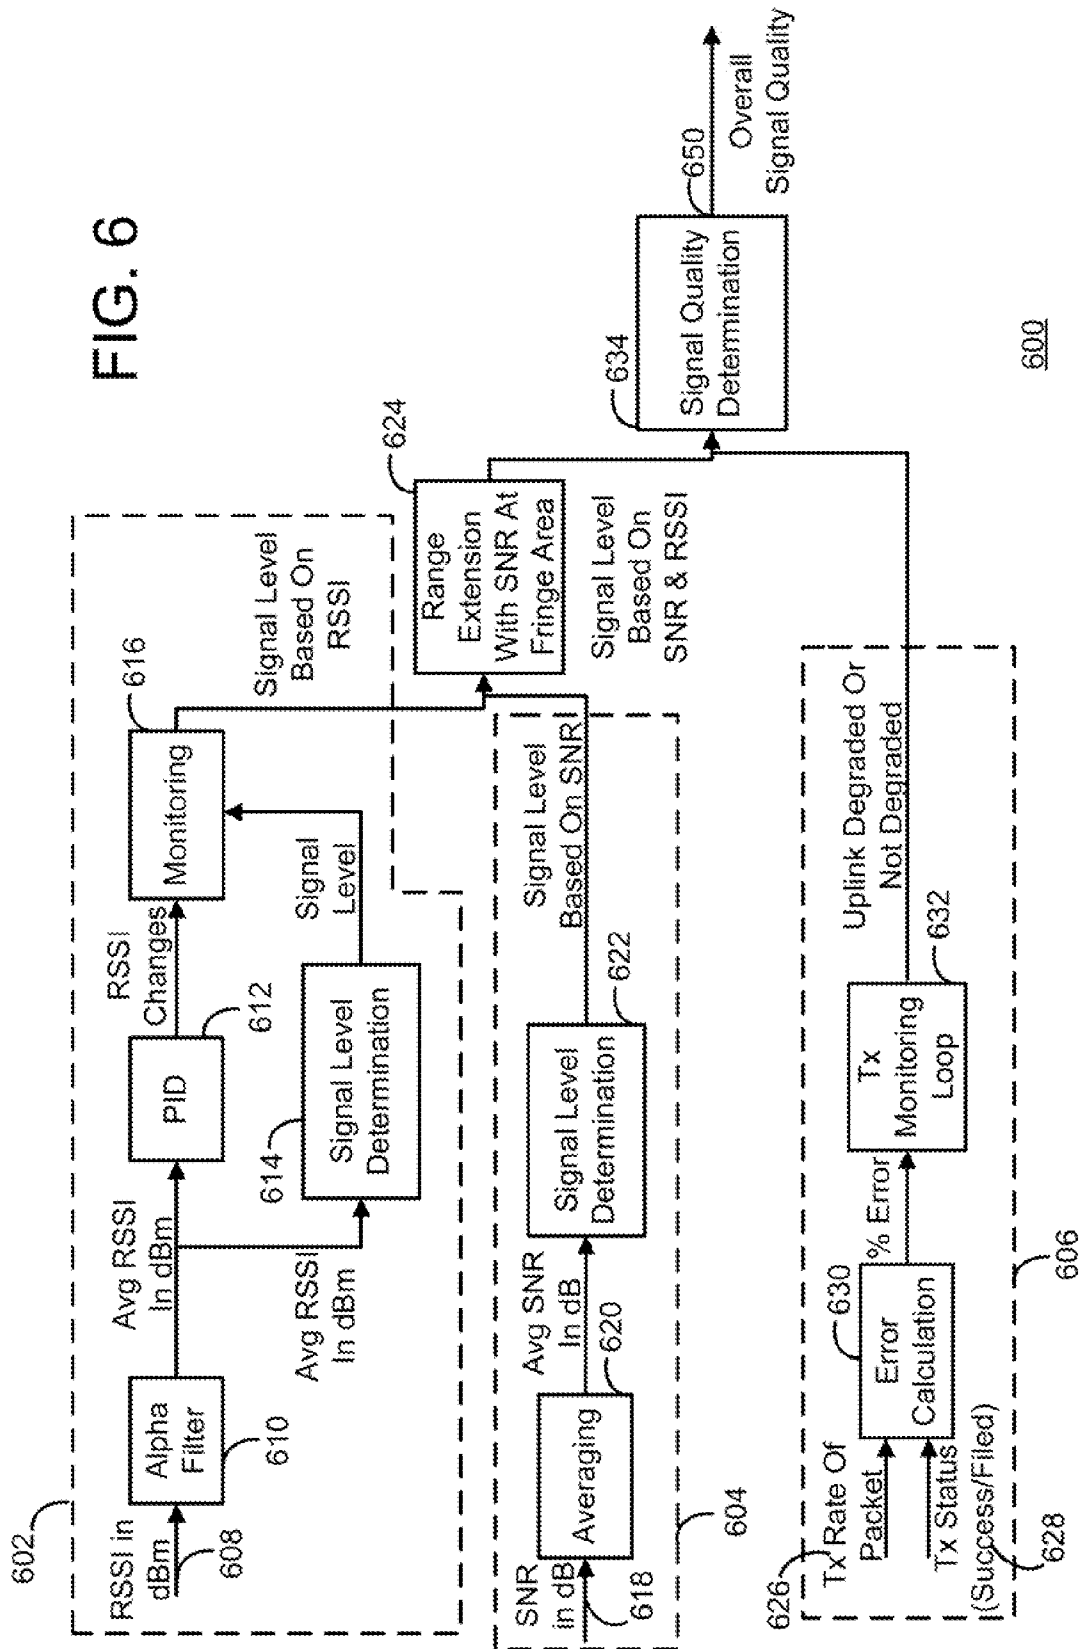 FIG. 6
602
RSSI in
dBm
608
Alpha
Filter
610
Avg RSSI
In dBm
Avg RSSI
In dBm
PID
612
RSSI
Changes
614
Signal Level
Determination
Signal
Level
Monitoring
616
Signal Level
Based On
RSSI
SNR
in dB
618
604
Averaging
620
Avg SNR
In dB
Signal Level
Determination
622
Signal Level
Based On SNR
Range
Extension
With SNR At
Fringe Area
624
Signal Level
Based On
SNR & RSSI
626
Tx Rate Of
Packet
Tx Status
(Success/Filed)
628
630
Error
Calculation
606
% Error
Tx
Monitoring
Loop
632
Uplink Degraded Or
Not Degraded
634
Signal Quality
Determination
650
Overall
Signal Quality
600